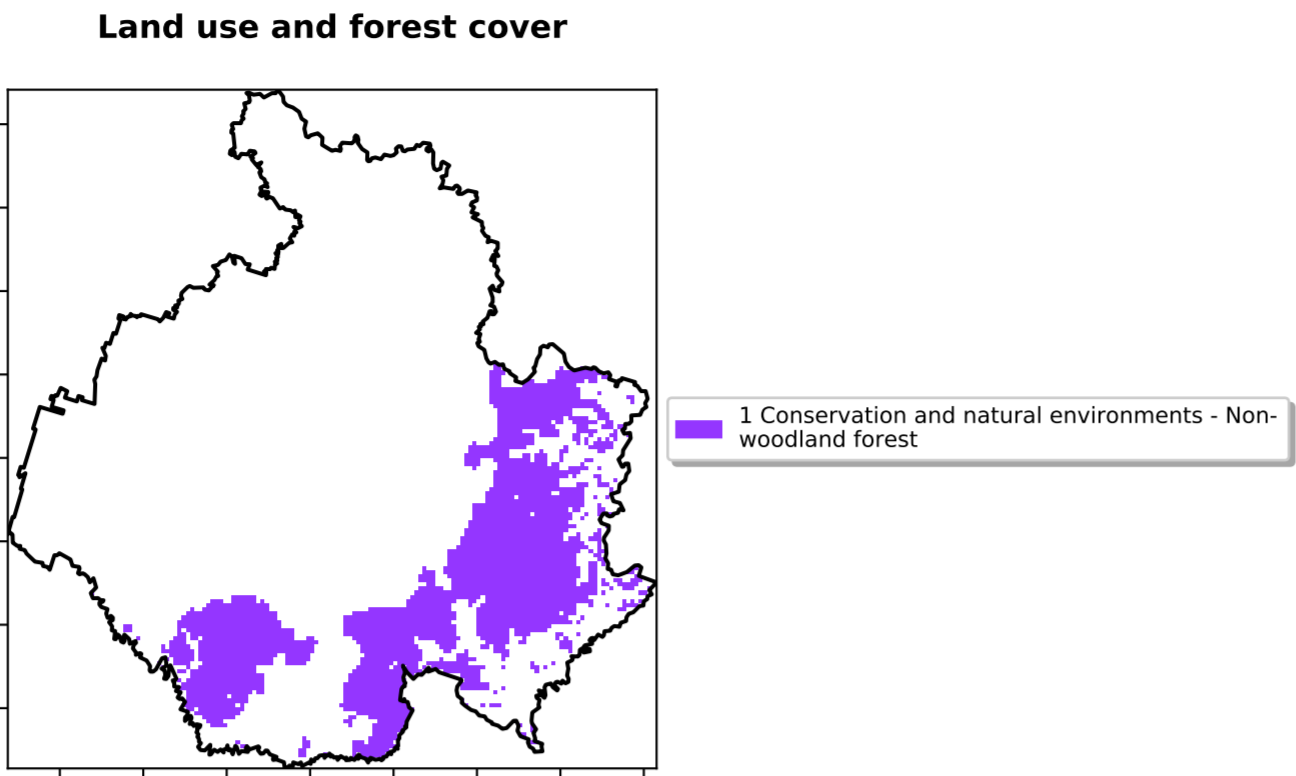 Land use and forest cover
1 Conservation and natural environments - Non-
woodland forest